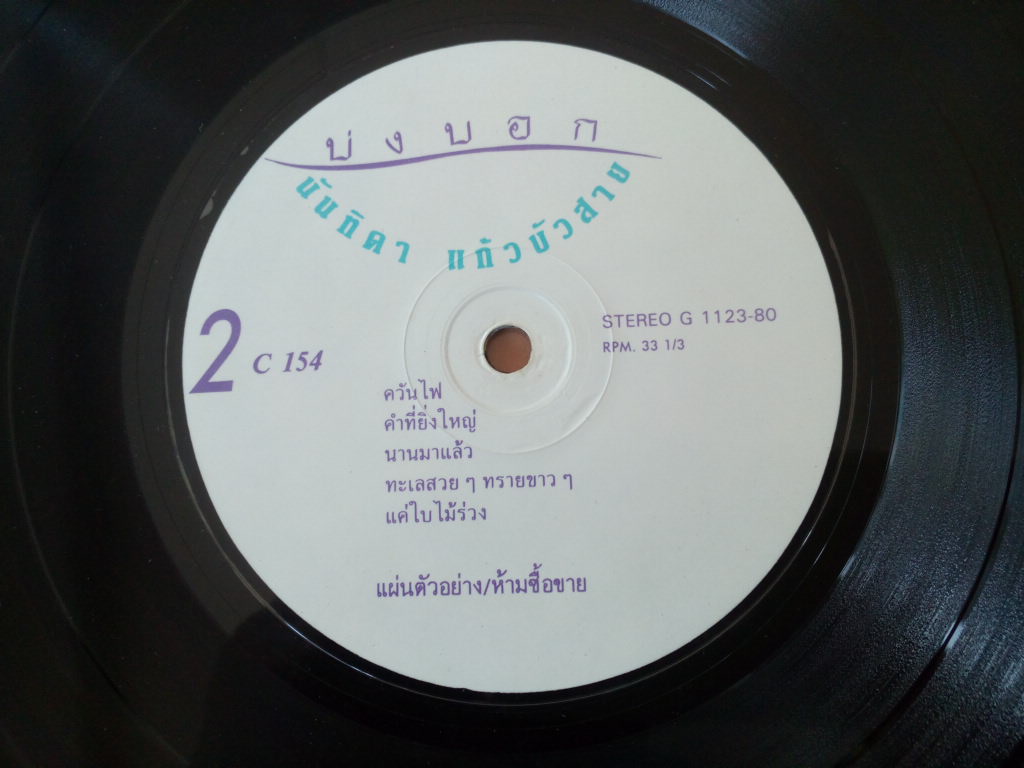 บ่งบอก
นันทิดา แก้วบัวสาย
2 C 154
STEREO G 1123-80
RPM. 33 1/3
ควันไฟ
คำที่ยิ่งใหญ่
นานมาแล้ว
ทะเลสวย ๆ ทรายขาว ๆ
แค่ใบไม้ร่วง
แผ่นตัวอย่าง/ห้ามซื้อขาย